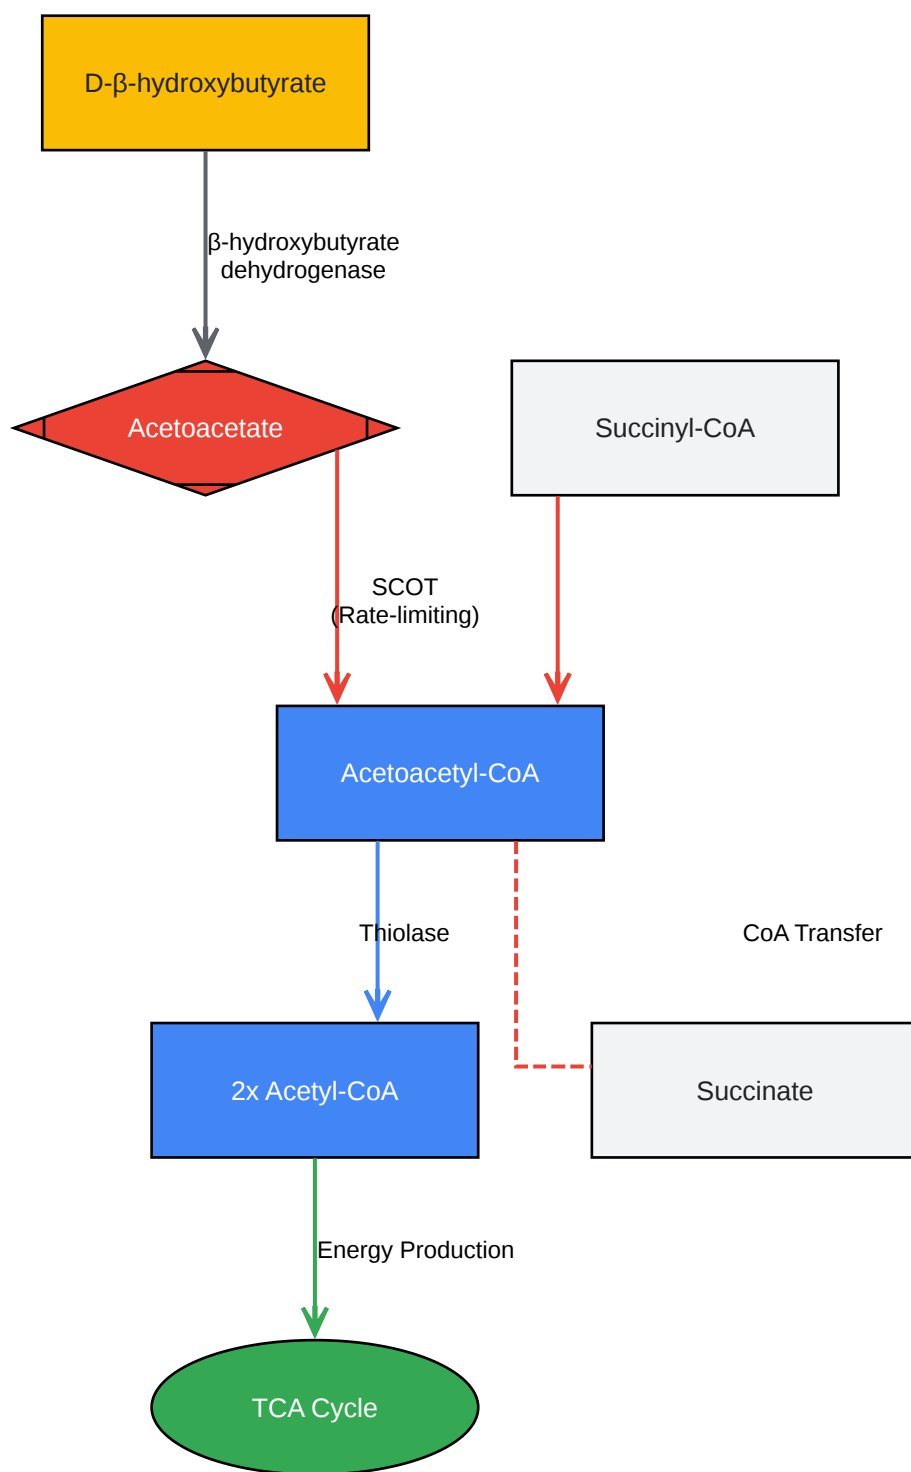 D-β-hydroxybutyrate
β-hydroxybutyrate
dehydrogenase
Acetoacetate
Succinyl-CoA
SCOT
(Rate-limiting)
Acetoacetyl-CoA
Thiolase
CoA Transfer
2x Acetyl-CoA
Succinate
Energy Production
TCA Cycle